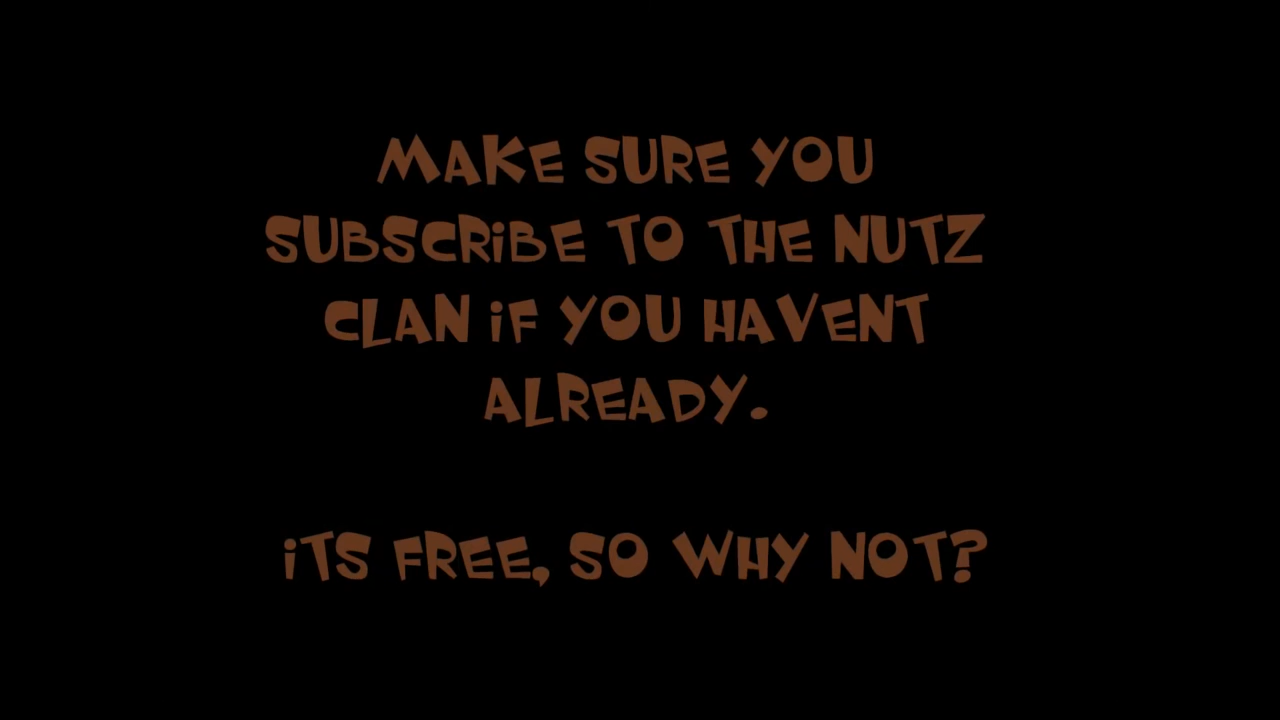 MAKE SURE YOU
SUBSCRiBE TO THE NUTZ
CLAN iF YOU HAVENT
ALREADY.
iTS FREE, SO WHY NOT?